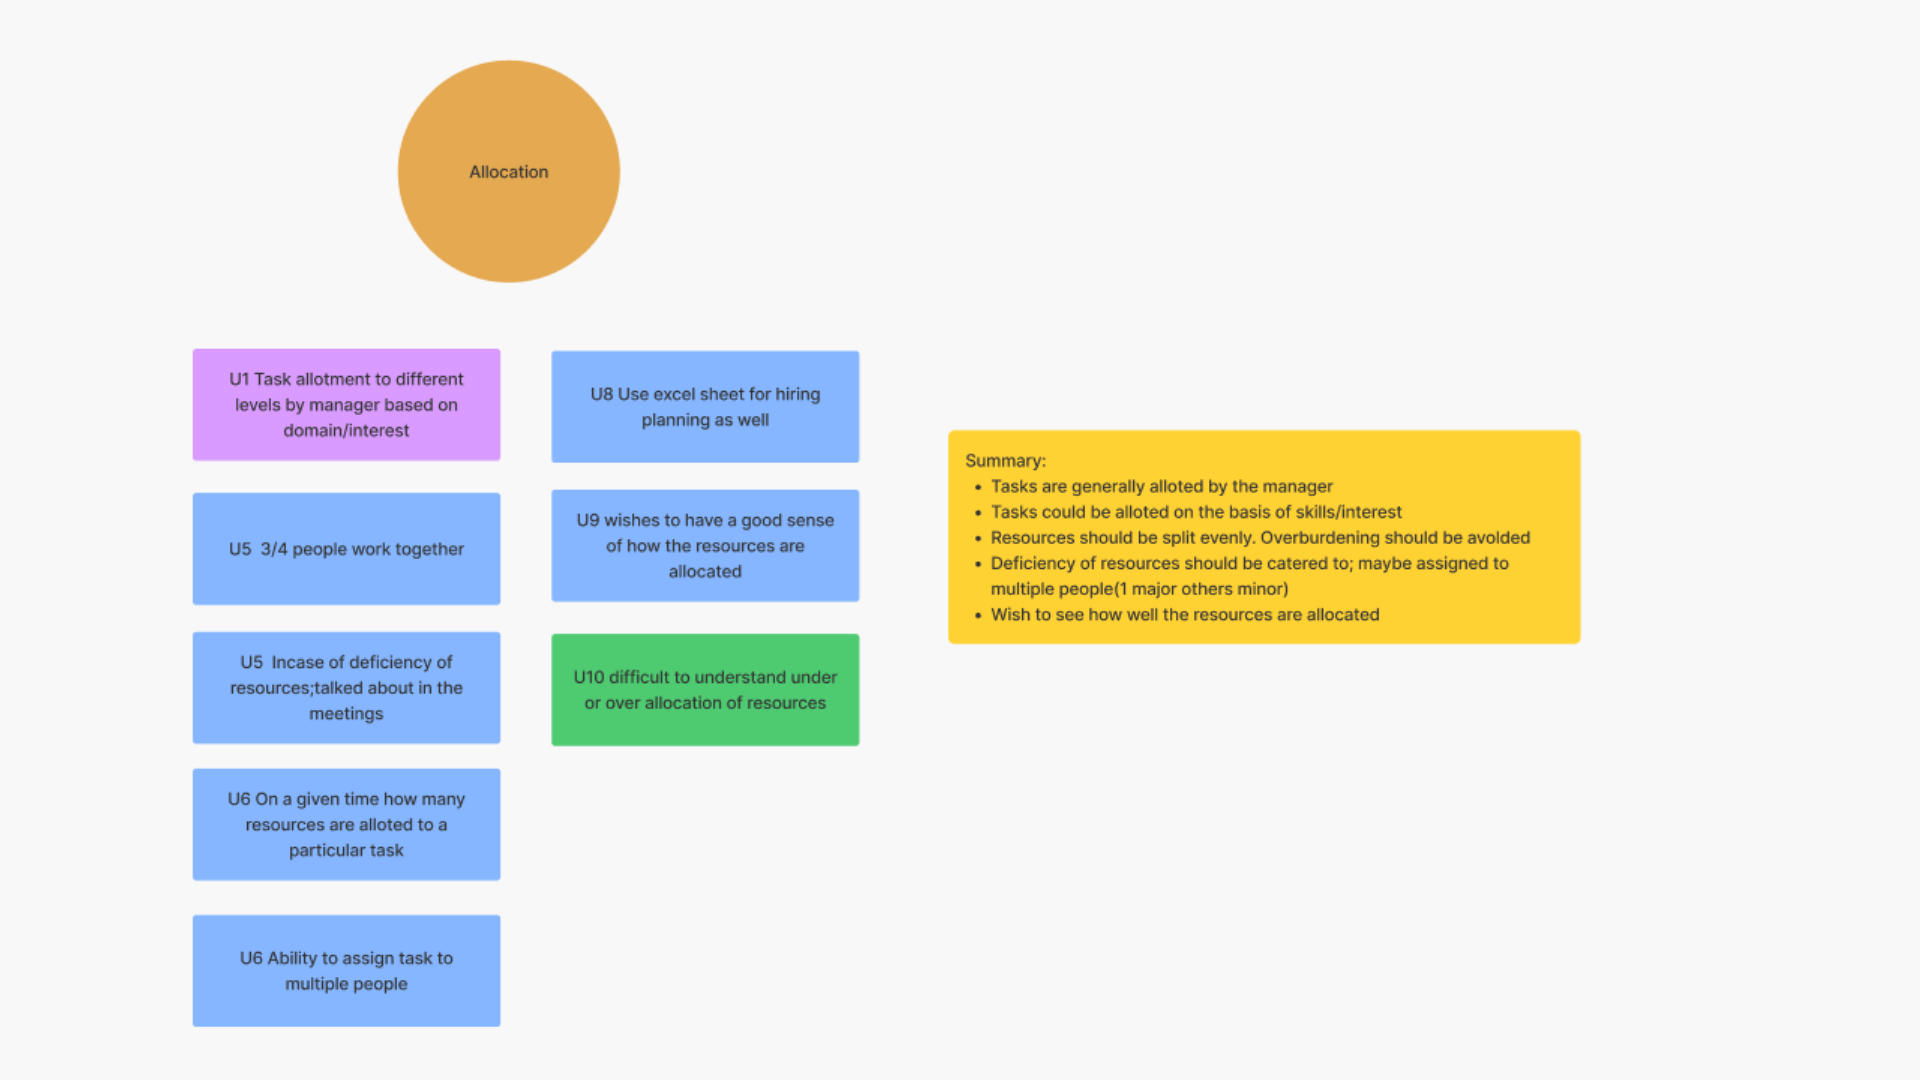 Allocation
U1 Task allotment to different
levels by manager based on
domain/interest
U5  3/4 people work together
U5  Incase of deficiency of
resources;talked about in the
meetings
U6 On a given time how many
resources are alloted to a
particular task
U6 Ability to assign task to
multiple people
U8 Use excel sheet for hiring
planning as well
U9 wishes to have a good sense
of how the resources are
allocated
U10 difficult to understand under
or over allocation of resources
Summary:
• Tasks are generally alloted by the manager
• Tasks could be alloted on the basis of skills/interest
• Resources should be split evenly. Overburdening should be avolded
• Deficiency of resources should be catered to; maybe assigned to
multiple people(1 major others minor)
• Wish to see how well the resources are allocated